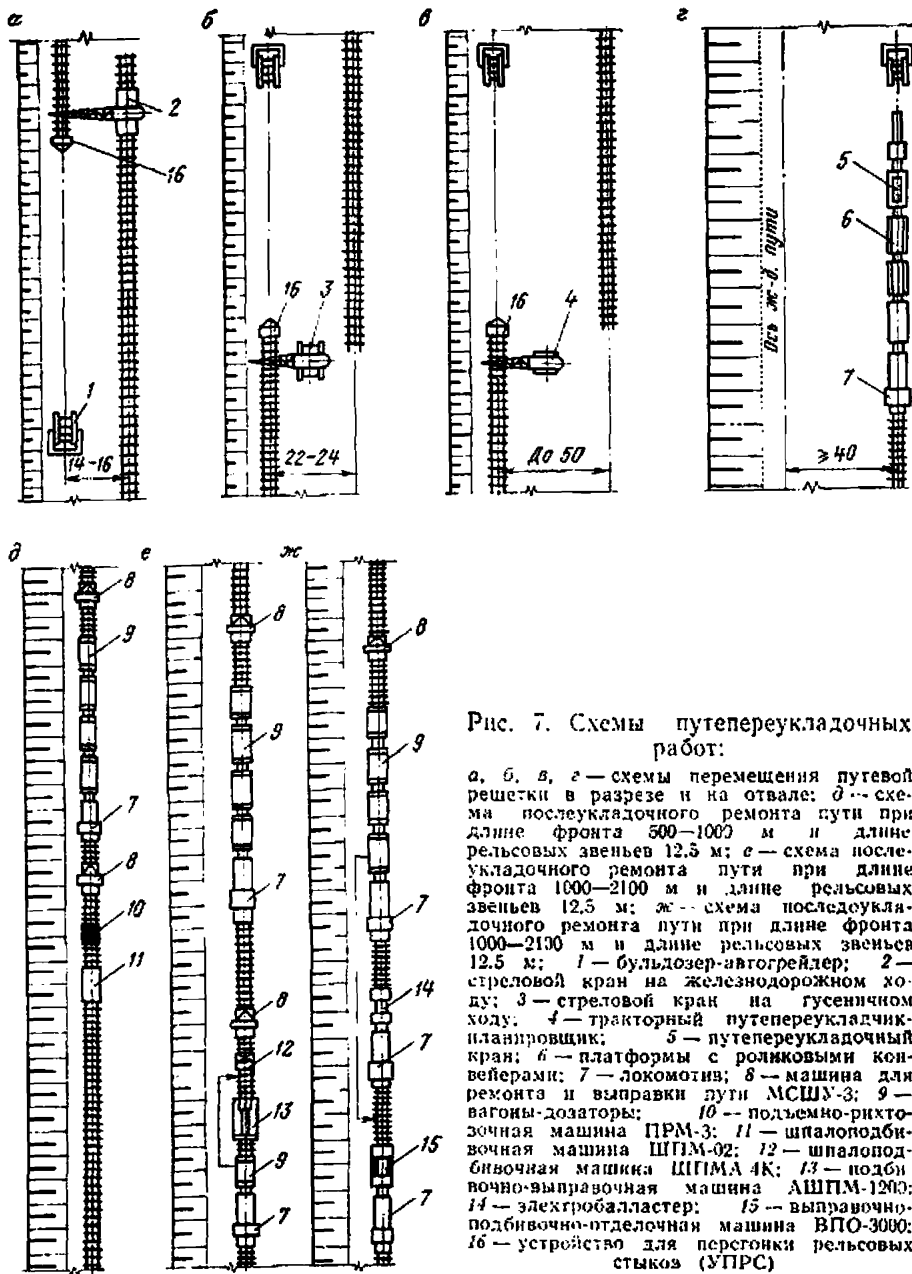 а
б
в
г
2
16
1
14-16
16
3
22-24
16
4
До 50
5
6
Ось ж-д. пути
7
≥40
д
е
ж
8
9
7
8
10
11
8
9
7
8
12
13
9
7
8
9
7
14
7
15
7
Рис. 7. Схемы путепереукладочных
работ:
а, б, в, г — схемы перемещения путевой
решетки в разрезе и на отвале; д — схе-
ма послеукладочного ремонта пути при
длине фронта 500—1000 м и длине
рельсовых звеньев 12.5 м; е — схема после-
укладочного ремонта пути при длине
фронта 1000—2100 м и длине рельсовых
звеньев 12,5 м; ж — схема последукла-
дочного ремонта пути при длине фронта
1000—2100 м и длине рельсовых звеньев
12.5 м; 1 — бульдозер-автогрейдер; 2 —
стреловой кран на железнодорожном хо-
ду; 3 — стреловой кран на гусеничном
ходу; 4 — тракторный путепереукладчик-
планировщик; 5 — путепереукладочный
кран; 6 — платформы с роликовыми кон-
вейерами; 7 — локомотив; 8 — машина для
ремонта и выправки пути МСШУ-3; 9 —
вагоны-дозаторы; 10 — подъемно-рихто-
вочная машина ПРМ-3; 11 — шпалоподби-
вочная машина ШПМ-02; 12 — шпалопод-
бивочная машина ШПМА 4К; 13 — подби
вочно-выправочная машина АШПМ-1200;
14 — электробалластер; 15 — выправочно-
подбивочно-отделочная машина ВПО-3000;
16 — устройство для перегонки рельсовых
стыков (УПРС)